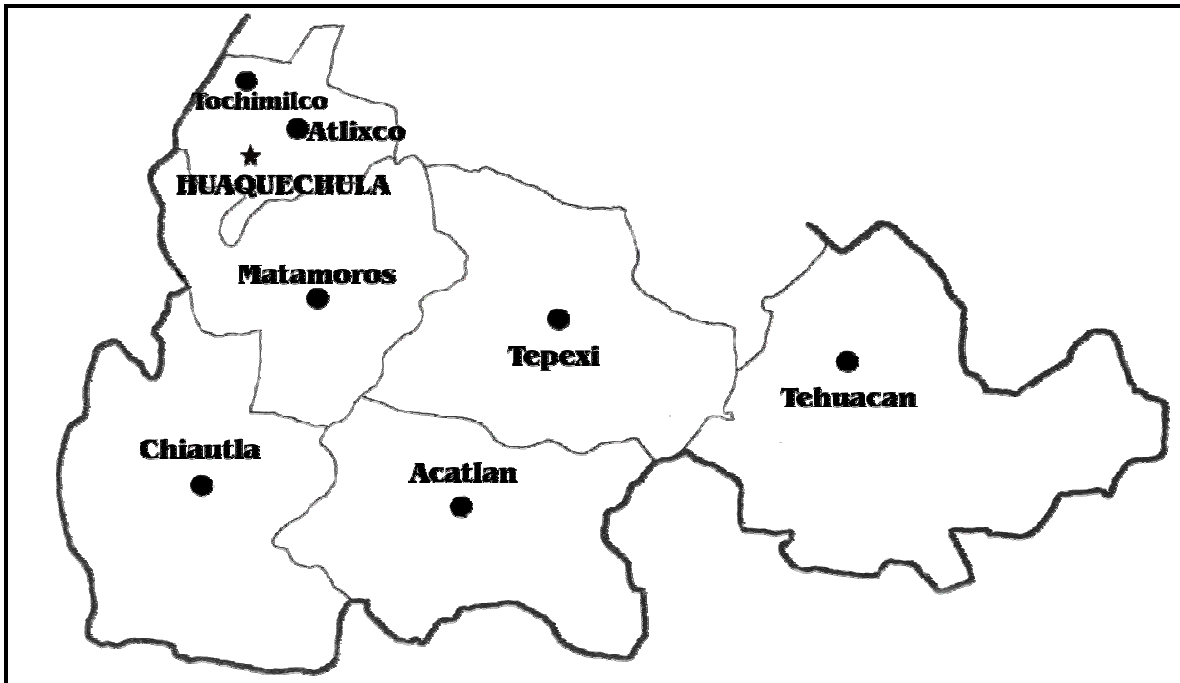 Tochimilco
Atlixco
HUAQUECHULA
Matamoros
Tepexi
Tehuacan
Chiautla
Acatlan